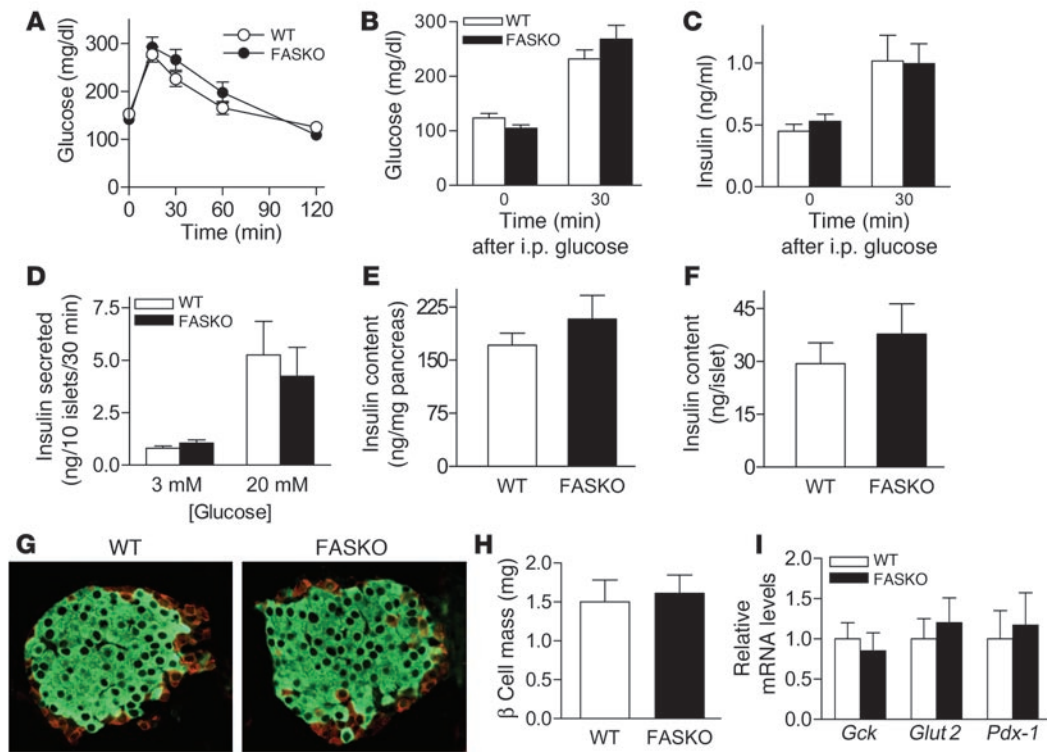 A
Glucose (mg/dl)
300
200
100
0
WT
FASKO
0 30 60 90 120
Time (min)
B
Glucose (mg/dl)
300
200
100
0
WT
FASKO
0 30
Time (min)
after i.p. glucose
C
Insulin (ng/ml)
1.0
0.5
0.0
0 30
Time (min)
after i.p. glucose
D
Insulin secreted
(ng/10 islets/30 min)
7.5
5.0
2.5
0.0
WT
FASKO
3 mM 20 mM
[Glucose]
E
Insulin content
(ng/mg pancreas)
225
150
75
0
WT FASKO
F
Insulin content
(ng/islet)
45
30
15
0
WT FASKO
G
WT FASKO
H
β Cell mass (mg)
2.0
1.5
1.0
0.5
0.0
WT FASKO
I
Relative
mRNA levels
2.0
1.5
1.0
0.5
0.0
WT
FASKO
Gck Glut2 Pdx-1